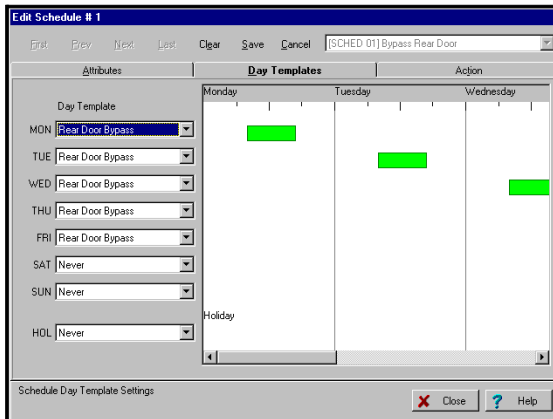 Edit Schedule # 1
First Prev Next Last Clear Save Cancel [SCHED 01] Bypass Rear Door
Attributes Day Templates Action
Day Template
Monday Tuesday Wednesday
MON Rear Door Bypass
TUE Rear Door Bypass
WED Rear Door Bypass
THU Rear Door Bypass
FRI Rear Door Bypass
SAT Never
SUN Never
Holiday
HOL Never
Schedule Day Template Settings
Close Help